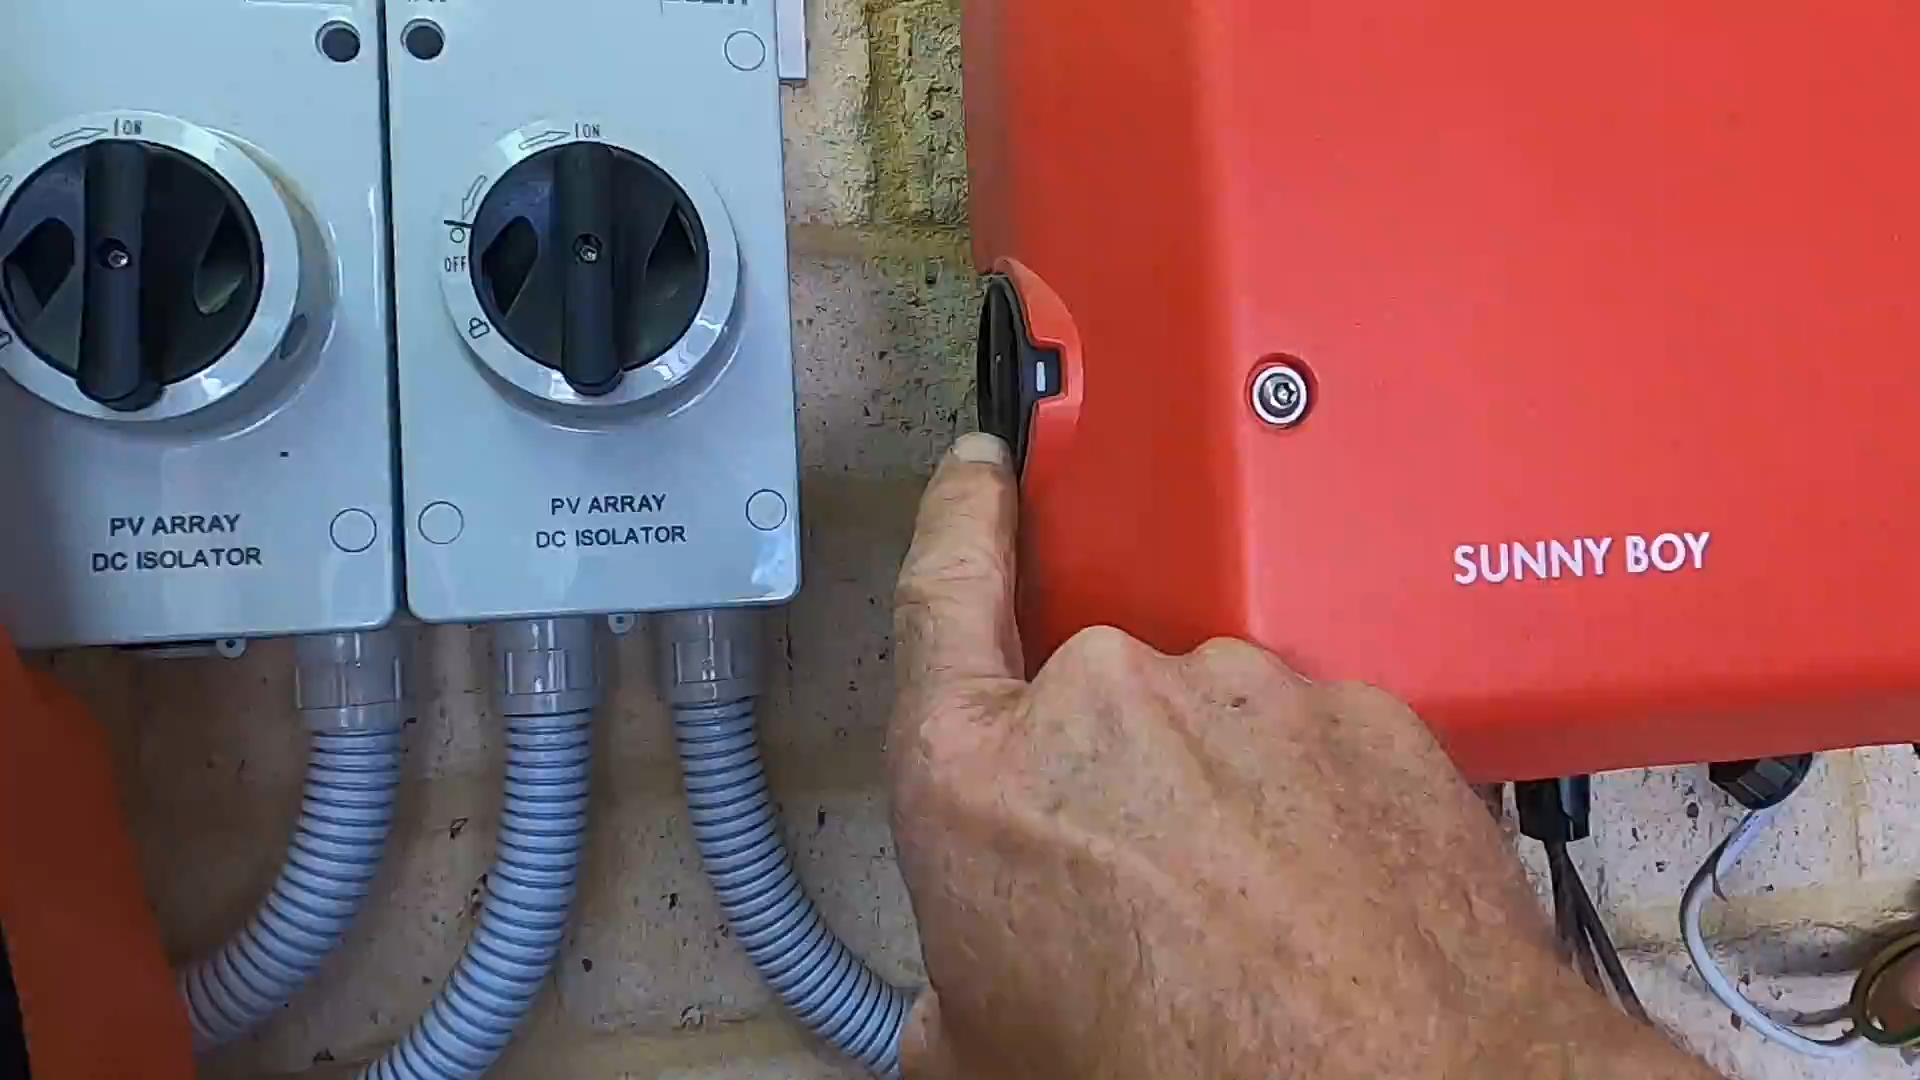 ON
PV ARRAY
DC ISOLATOR
ON
OFF
PV ARRAY
DC ISOLATOR
SUNNY BOY